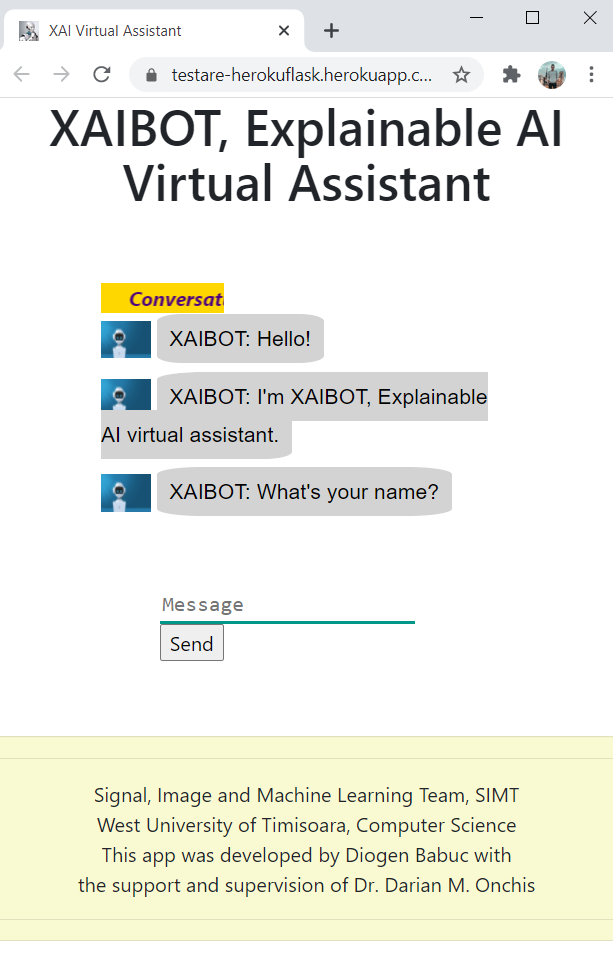 XAI Virtual Assistant
testare-herokuflask.herokuapp.c...
XAIBOT, Explainable AI
Virtual Assistant
Conversat
XAIBOT: Hello!
XAIBOT: I'm XAIBOT, Explainable
AI virtual assistant.
XAIBOT: What's your name?
Message
Send
Signal, Image and Machine Learning Team, SIMT
West University of Timisoara, Computer Science
This app was developed by Diogen Babuc with
the support and supervision of Dr. Darian M. Onchis